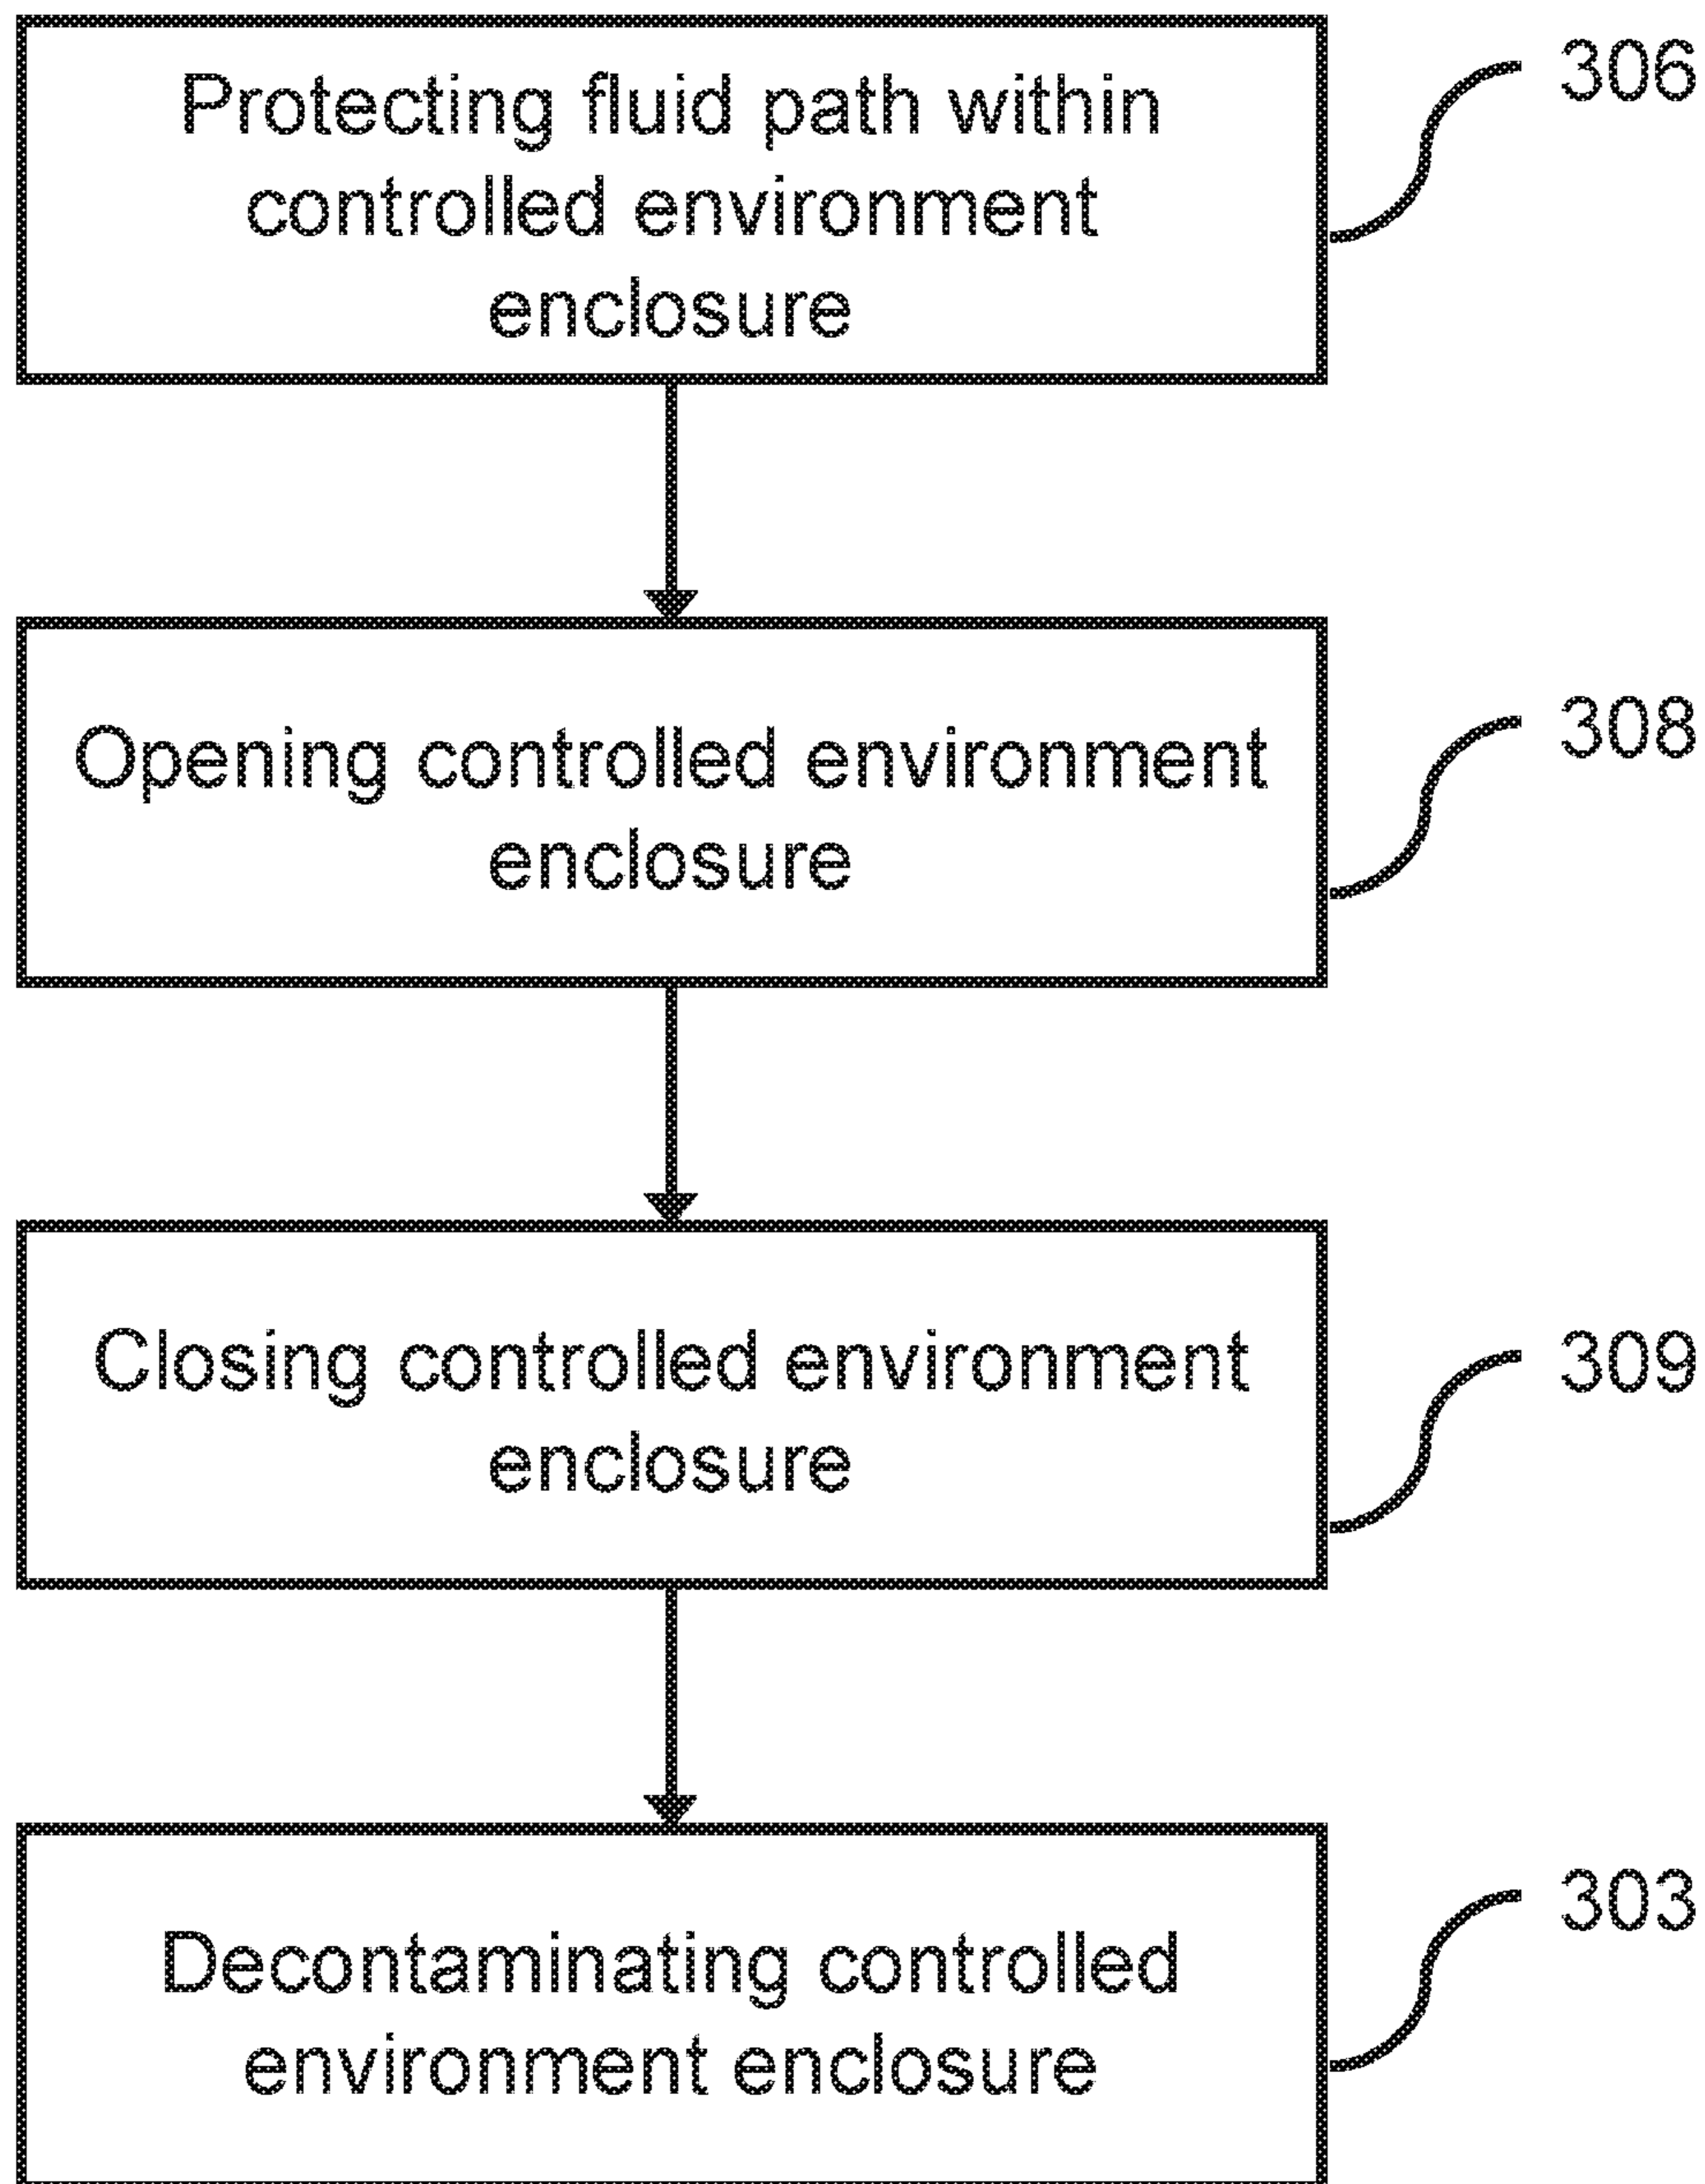 Protecting fluid path within
controlled environment
enclosure
306
Opening controlled environment
enclosure
308
Closing controlled environment
enclosure
309
Decontaminating controlled
environment enclosure
303